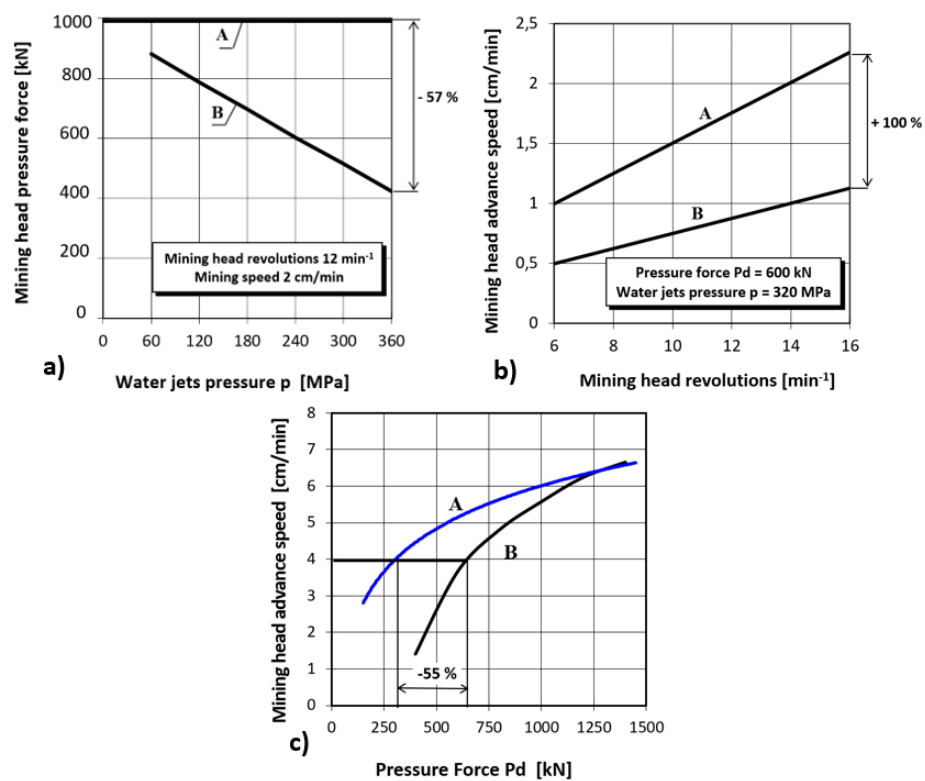 Mining head pressure force [kN]
1000
800
600
400
200
0
A
B
- 57 %
Mining head revolutions 12 min⁻¹
Mining speed 2 cm/min
0 60 120 180 240 300 360
a)
Water jets pressure p [MPa]
Mining head advance speed [cm/min]
2,5
2
1,5
1
0,5
0
A
B
+ 100 %
Pressure force Pd = 600 kN
Water jets pressure p = 320 MPa
6 8 10 12 14 16
b)
Mining head revolutions [min⁻¹]
Mining head advance speed [cm/min]
8
7
6
5
4
3
2
1
0
A
B
-55 %
0 250 500 750 1000 1250 1500
c)
Pressure Force Pd [kN]